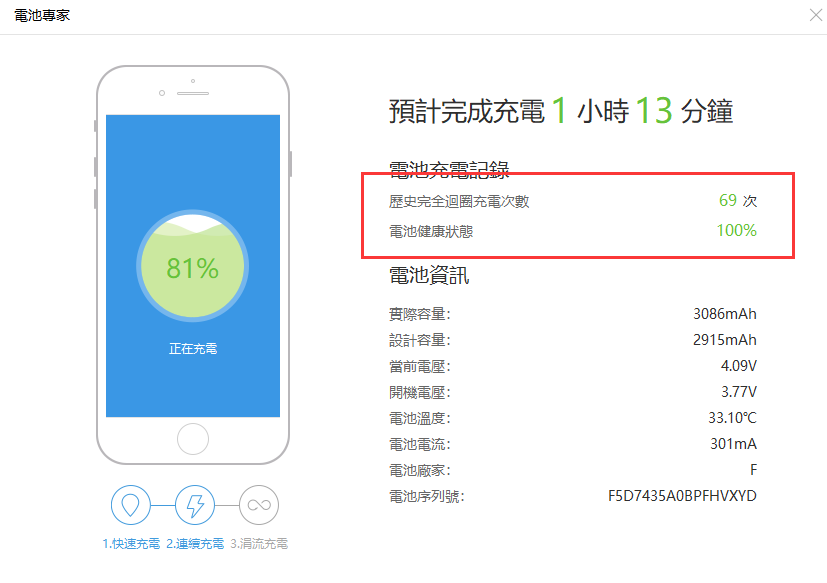 電池專家
預計完成充電 1 小時 13 分鐘
電池充電記錄
歷史完全迴圈充電次數 69 次
電池健康狀態 100%
81%
正在充電
電池資訊
實際容量: 3086mAh
設計容量: 2915mAh
當前電壓: 4.09V
開機電壓: 3.77V
電池溫度: 33.10℃
電池電流: 301mA
電池廠家: F
電池序列號: F5D7435A0BPFHVXYD
1.快速充電 2.連續充電 3.涓流充電